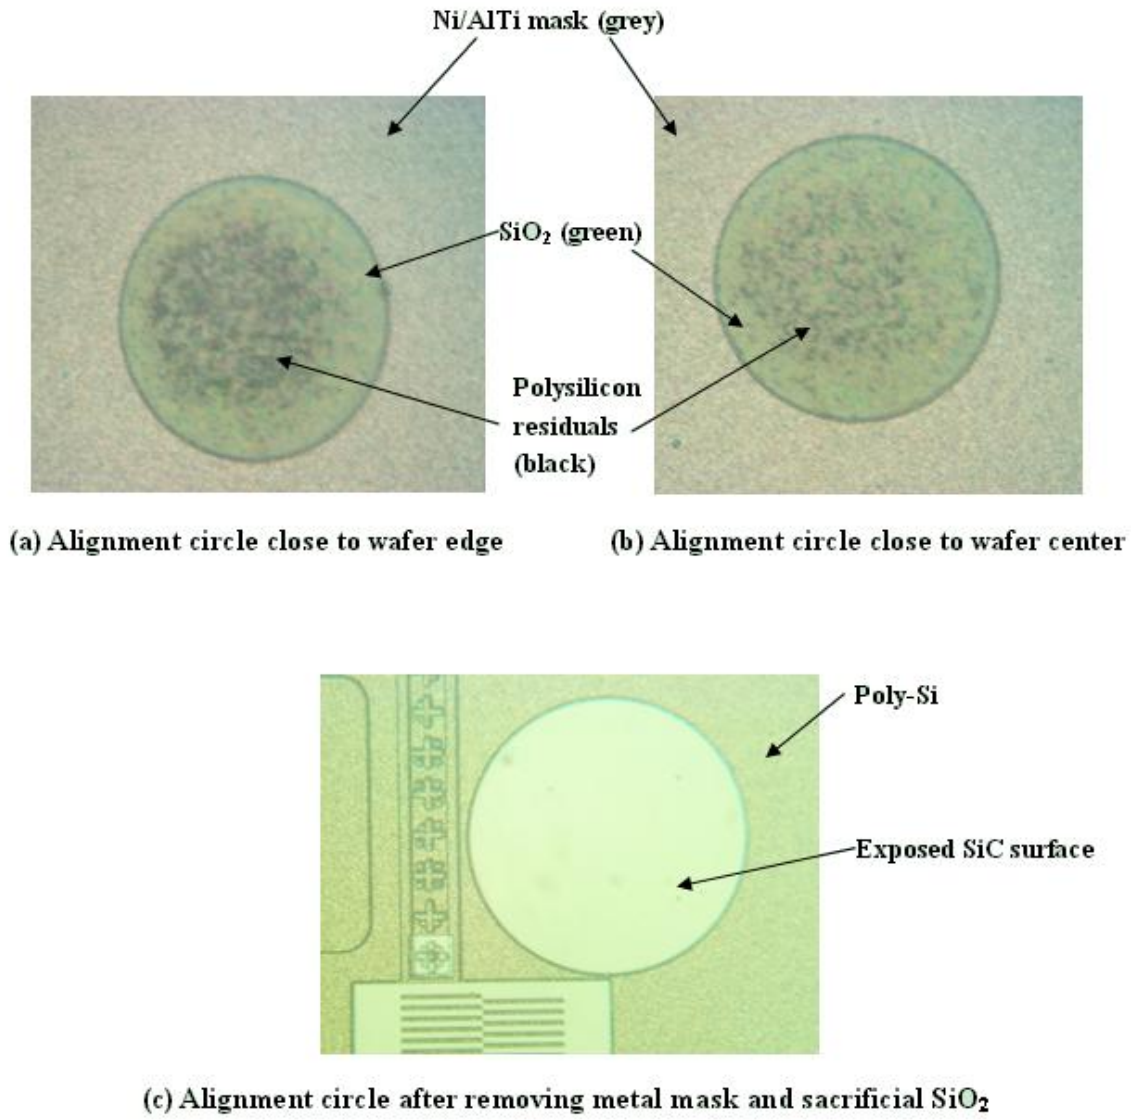 Ni/AlTi mask (grey)
SiO₂ (green)
Polysilicon
residuals
(black)
(a) Alignment circle close to wafer edge
(b) Alignment circle close to wafer center
Poly-Si
Exposed SiC surface
(c) Alignment circle after removing metal mask and sacrificial SiO₂